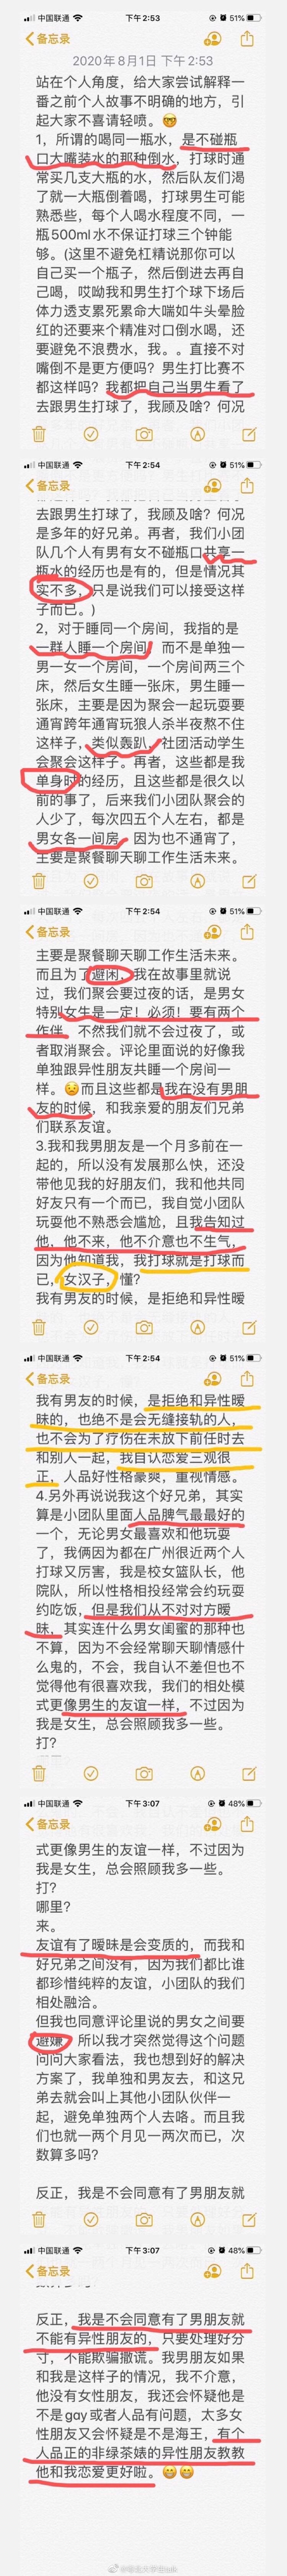 中国联通 下午2:53 51%
备忘录
2020年8月1日 下午2:53
站在个人角度，给大家尝试解释一
番之前个人故事不明确的地方，引
起大家不喜请轻喷。🤓
1，所谓的喝同一瓶水，是不碰瓶
口大嘴装水的那种倒水，打球时通
常买几支大瓶的水，然后队友们渴
了就一大瓶倒着喝，打球男生可能
熟悉些，每个人喝水程度不同，一
瓶500ml水不保证打球三个钟能
够。(这里不避免杠精说那你可以
自己买一个瓶子，然后倒进去再自
己喝，哎呦我和男生打个球下场后
体力透支累死累命大喘如牛头晕脸
红的还要来个精准对口倒水喝，还
要避免不浪费水，我。。直接不对
嘴倒不是更方便吗？男生打比赛不
都这样吗？我都把自己当男生看了
去跟男生打球了，我顾及啥？何况
中国联通 下午2:54 51%
备忘录
去跟男生打球了，我顾及啥？何况
是多年的好兄弟。再者，我们小团
队几个人有男有女不碰瓶口共享一
瓶水的经历也是有的，但是情况其
实不多，只是说我们可以接受这样
子而已。)
2，对于睡同一个房间，我指的是
一群人睡一个房间，而不是单独一
男一女一个房间，一个房间两三个
床，然后女生睡一张床，男生睡一
张床，主要是因为聚会一起玩耍要
通宵跨年通宵玩狼人杀半夜熬不住
这样子，类似轰趴，社团活动学生
会聚会这样子。再者，这些都是我
单身时的经历，且这些都是很久以
前的事了，后来我们小团队聚会的
人少了，每次四五个人左右，都是
男女各一间房，因为也不通宵了，
主要是聚餐聊天聊工作生活未来。
中国联通 下午2:54 51%
备忘录
主要是聚餐聊天聊工作生活未来。
而且为了避闲，我在故事里就说
过，我们聚会要过夜的话，是男女
特别女生是一定！必须！要有两个
作伴，不然我们就不会过夜了，或
者取消聚会。评论里面说的好像我
单独跟异性朋友共睡一个房间一
样。😣而且这些都是我在没有男朋
友的时候，和我亲爱的朋友们兄弟
们联系友谊。
3.我和我男朋友是一个月多前在一
起的，所以没有发展那么快，还没
带他见我的好朋友们，我和他共同
好友只有一个而已，我自觉小团队
玩耍他不熟悉会尴尬，且我告知过
他，他不来，他不介意也不生气，
因为他知道我，我打球就是打球而
已，女汉子，懂？
我有男友的时候，是拒绝和异性暧
中国联通 下午2:54 51%
备忘录
我有男友的时候，是拒绝和异性暧
昧的，也绝不是会无缝接轨的人，
也不会为了疗伤在未放下前任时去
和别人一起，我自认恋爱三观很
正，人品好性格豪爽，重视情感。
4.另外再说说我这个好兄弟，其实
算是小团队里面人品脾气最最好的
一个，无论男女最喜欢和他玩耍
了，我俩因为都在广州很近两个人
打球又厉害，我是校女篮队长，他
院队，所以性格相投经常会约玩耍
约吃饭，但是我们从不对对方暧
昧，其实连什么男女闺蜜的那种也
不算，因为不会经常聊天聊情感什
么鬼的，不会，我自认不差但也不
觉得他有很喜欢我，我们的相处模
式更像男生的友谊一样，不过因为
我是女生，总会照顾我多一些。
打？
中国联通 下午3:07 48%
备忘录
式更像男生的友谊一样，不过因为
我是女生，总会照顾我多一些。
打？
哪里？
来。
友谊有了暧昧是会变质的，而我和
好兄弟之间没有，因为我们都比谁
都珍惜纯粹的友谊，小团队的我们
相处融洽。
但我也同意评论里说的男女之间要
避嫌，所以我才突然觉得这个问题
问问大家看法，我也想到好的解决
方案了，我单独和男友去，和这兄
弟去就会叫上其他小团队伙伴一
起，避免单独两个人去咯。而且我
们也就一两个月见一两次而已，次
数算多吗？
反正，我是不会同意有了男朋友就
中国联通 下午3:07 48%
备忘录
反正，我是不会同意有了男朋友就
不能有异性朋友的，只要处理好分
寸，不能欺骗撒谎。我男朋友如果
和我是这样子的情况，我不介意，
他没有女性朋友，我还会怀疑他是
不是gay或者人品有问题，太多女
性朋友又会怀疑是不是海王，有个
人品正的非绿茶婊的异性朋友教教
他和我恋爱更好啦。😁😁